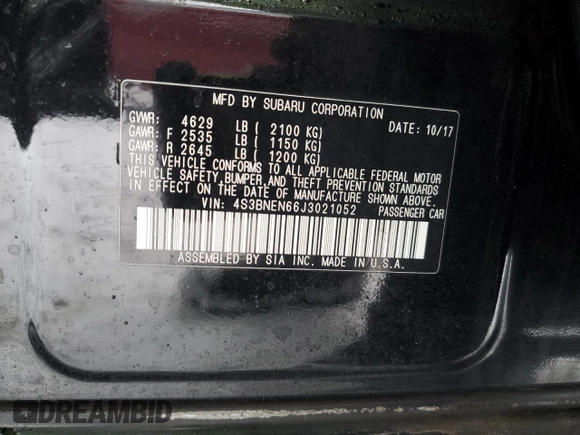 MFD BY SUBARU CORPORATION
GVWR: 4629 LB ( 2100 KG) DATE: 10/17
GAWR: F 2535 LB ( 1150 KG)
GAWR: R 2645 LB ( 1200 KG)
THIS VEHICLE CONFORMS TO ALL APPLICABLE FEDERAL MOTOR
VEHICLE SAFETY,BUMPER,AND THEFT PREVENTION STANDARDS
IN EFFECT ON THE DATE OF MANUFACTURE SHOWN ABOVE.
VIN: 4S3BNEN66J3021052 PASSENGER CAR
ASSEMBLED BY SIA INC. MADE IN U.S.A.
DREAMBID